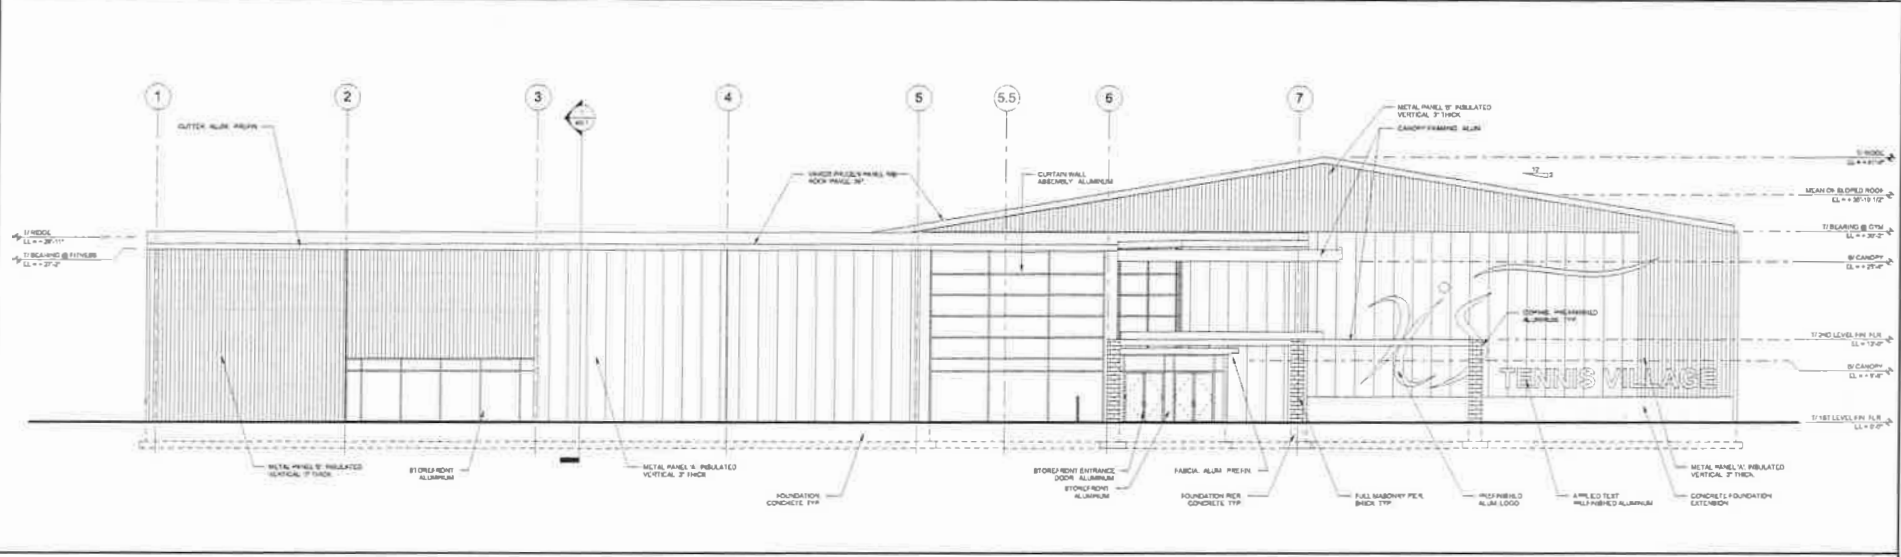 1
2
3
4
5
5.5
6
7
GUTTER, ALUM. PREFIN.
CURTAIN WALL
ASSEMBLY, ALUMINUM
METAL PANEL 'B' INSULATED
VERTICAL 3" THICK
CANOPY FRAMING, ALUM
12
T/ RIDGE
T/ BEARING @ FITNESS
T/ RIDGE
MEAN OF SLOPED ROOF
T/ BEARING @ GYM
B/ CANOPY
ALUMINUM TYP.
T/ 2ND LEVEL FIN. FLR.
B/ CANOPY
T/ 1ST LEVEL FIN. FLR.
TENNIS VILLAGE
METAL PANEL 'B' INSULATED
VERTICAL 3" THICK
STOREFRONT
ALUMINUM
METAL PANEL 'A' INSULATED
VERTICAL 3" THICK
FOUNDATION
CONCRETE TYP.
STOREFRONT ENTRANCE
DOOR, ALUMINUM
STOREFRONT
ALUMINUM
FASCIA, ALUM. PREFIN.
FOUNDATION PIER
CONCRETE TYP.
FULL MASONRY PIER,
BRICK TYP.
PREFINISHED
ALUM. LOGO
APPLIED TEXT
PREFINISHED ALUMINUM
METAL PANEL 'A', INSULATED
VERTICAL 3" THICK
CONCRETE FOUNDATION
EXTENSION